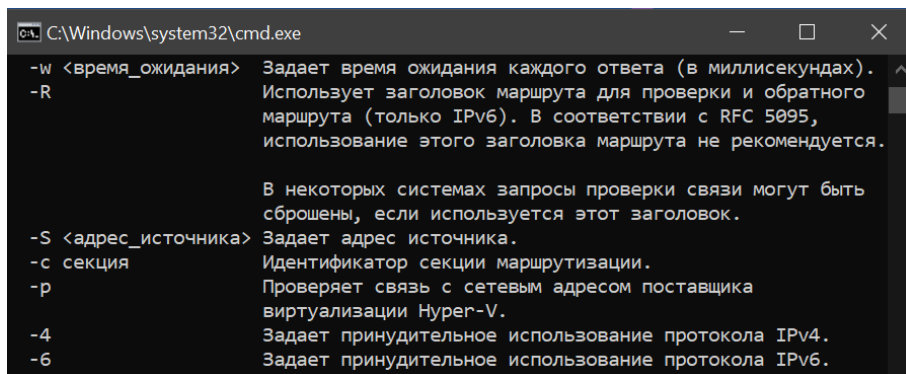 C:\Windows\system32\cmd.exe
-w <время_ожидания> Задает время ожидания каждого ответа (в миллисекундах).
-R Использует заголовок маршрута для проверки и обратного
маршрута (только IPv6). В соответствии с RFC 5095,
использование этого заголовка маршрута не рекомендуется.
В некоторых системах запросы проверки связи могут быть
сброшены, если используется этот заголовок.
-S <адрес_источника> Задает адрес источника.
-c секция Идентификатор секции маршрутизации.
-p Проверяет связь с сетевым адресом поставщика
виртуализации Hyper-V.
-4 Задает принудительное использование протокола IPv4.
-6 Задает принудительное использование протокола IPv6.